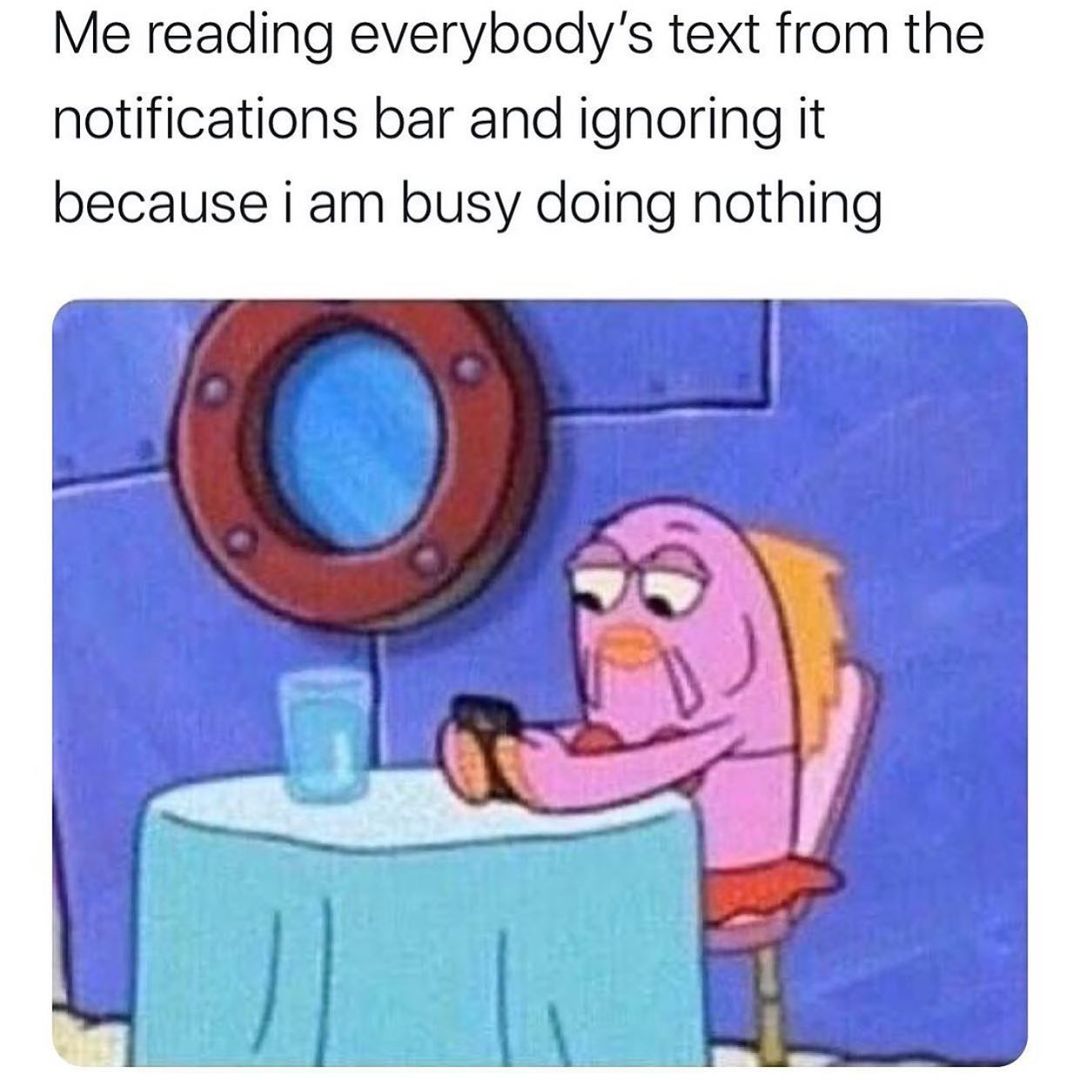 Me reading everybody’s text from the
notifications bar and ignoring it
because i am busy doing nothing